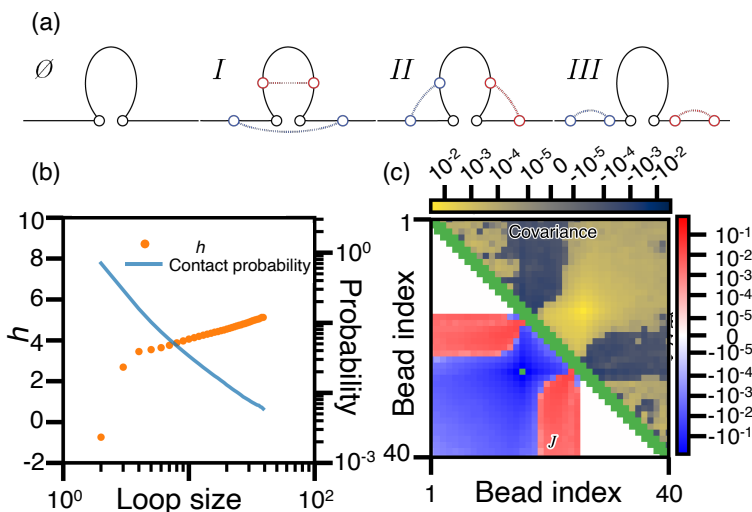 (a)
Ø
I
II
III
(b)
10
8
6
4
2
0
-2
h
h
Contact probability
10⁰
10⁻³
Probability
10⁰
10²
Loop size
(c)
10⁻²
10⁻³
10⁻⁴
10⁻⁵
0
-10⁻⁵
-10⁻⁴
-10⁻³
-10⁻²
Covariance
1
40
Bead index
J
1
40
Bead index
10⁻¹
10⁻²
10⁻³
10⁻⁴
10⁻⁵
0
-10⁻⁵
-10⁻⁴
-10⁻³
-10⁻²
-10⁻¹